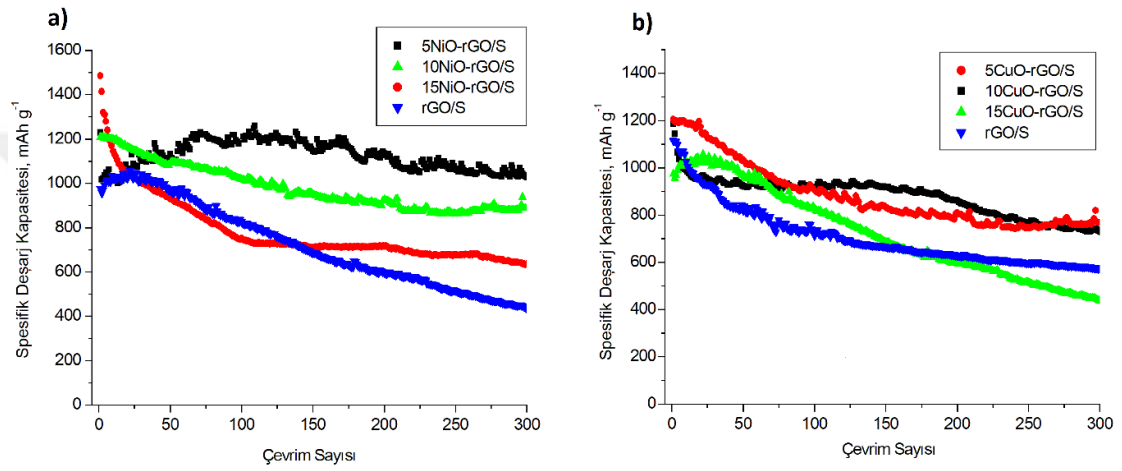 a)
1600
1400
1200
1000
800
600
400
200
0
Spesifik Deşarj Kapasitesi, mAh g⁻¹
5NiO-rGO/S
10NiO-rGO/S
15NiO-rGO/S
rGO/S
0 50 100 150 200 250 300
Çevrim Sayısı
b)
1400
1200
1000
800
600
400
200
0
Spesifik Deşarj Kapasitesi, mAh g⁻¹
5CuO-rGO/S
10CuO-rGO/S
15CuO-rGO/S
rGO/S
0 50 100 150 200 250 300
Çevrim Sayısı